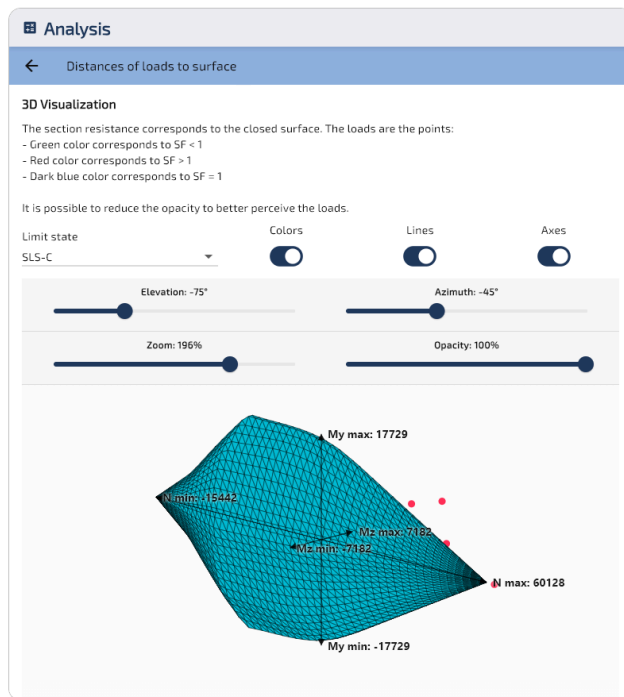 Analysis
Distances of loads to surface
3D Visualization
The section resistance corresponds to the closed surface. The loads are the points:
- Green color corresponds to SF < 1
- Red color corresponds to SF > 1
- Dark blue color corresponds to SF = 1
It is possible to reduce the opacity to better perceive the loads.
Limit state
SLS-C
Colors
Lines
Axes
Elevation: -75°
Azimuth: -45°
Zoom: 196%
Opacity: 100%
My max: 17729
N min: -15442
Mz max: 7182
Mz min: -7182
N max: 60128
My min: -17729